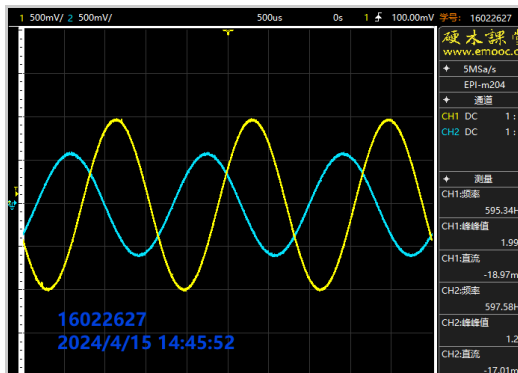 1 500mV/ 2 500mV/ 500us 0s 1 100.00mV 学号: 16022627
硬木課堂
www.emooc.c
5MSa/s
EPI-m204
通道
CH1 DC 1 :
CH2 DC 1 :
测量
CH1:频率
595.34H
CH1:峰峰值
1.99
CH1:直流
-18.97m
CH2:频率
597.58H
CH2:峰峰值
1.2
CH2:直流
-17.01m
16022627
2024/4/15 14:45:52